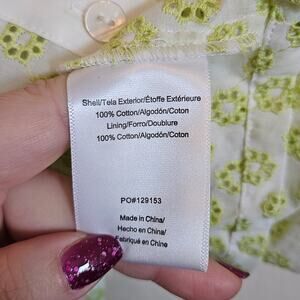 Shell/Tela Exterior/Étoffe Extérieure
100% Cotton/Algodón/Coton
Lining/Forro/Doublure
100% Cotton/Algodón/Coton
PO#129153
Made in China/
Hecho en China/
Fabriqué en Chine